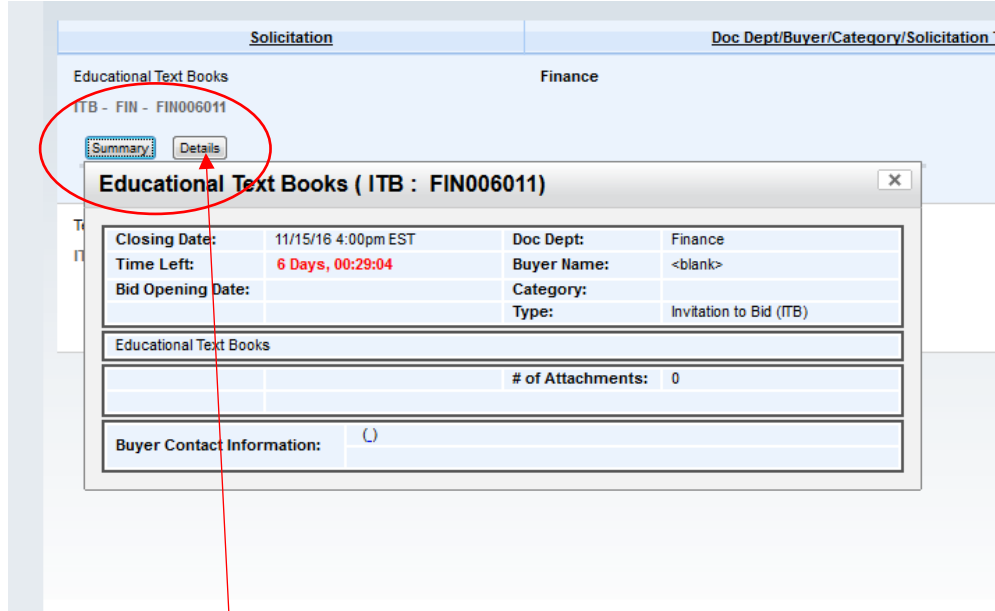 Solicitation Doc Dept/Buyer/Category/Solicitation
Educational Text Books Finance
ITB - FIN - FIN006011
Summary Details
Educational Text Books ( ITB : FIN006011)
Closing Date: 11/15/16 4:00pm EST Doc Dept: Finance
Time Left: 6 Days, 00:29:04 Buyer Name: <blank>
Bid Opening Date: Category:
Type: Invitation to Bid (ITB)
Educational Text Books
# of Attachments: 0
Buyer Contact Information: ( )